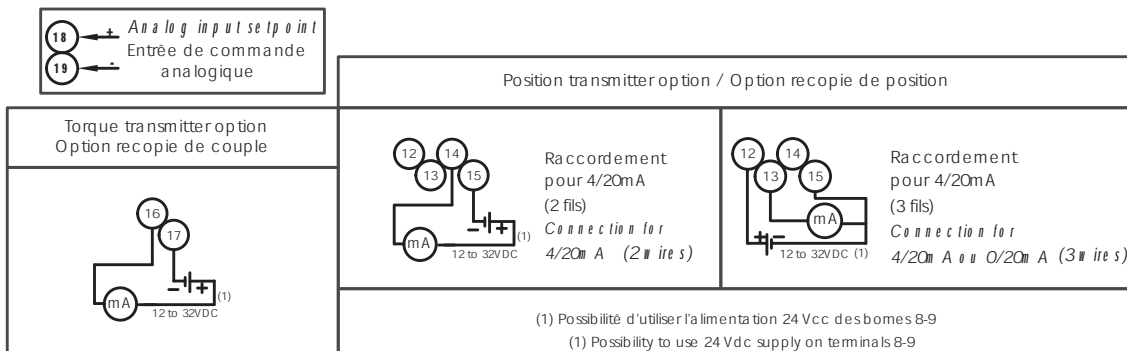 18 + Analog input setpoint
Entrée de commande
19 - analogique
Position transmitter option / Option recopie de position
Torque transmitter option
Option recopie de couple
16
17
- +
(1)
mA
12 to 32VDC
12
14
13
15
- +
(1)
mA
12 to 32VDC
Raccordement
pour 4/20mA
(2 fils)
Connection for
4/20mA (2 wires)
12
14
13
15
mA
+ -
12 to 32VDC (1)
Raccordement
pour 4/20mA
(3 fils)
Connection for
4/20mA ou 0/20mA (3 wires)
(1) Possibilité d'utiliser l'alimentation 24 Vcc des bornes 8-9
(1) Possibility to use 24 Vdc supply on terminals 8-9